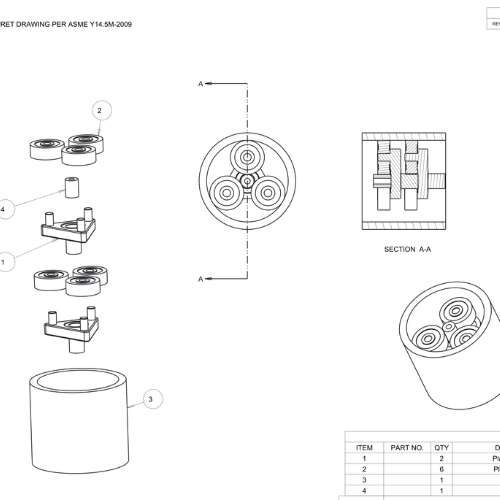 RET DRAWING PER ASME Y14.5M-2009
RE
A
2
4
1
A
SECTION A-A
3
ITEM PART NO. QTY D
1 2 Pl
2 6 Pl
3 1
4 1